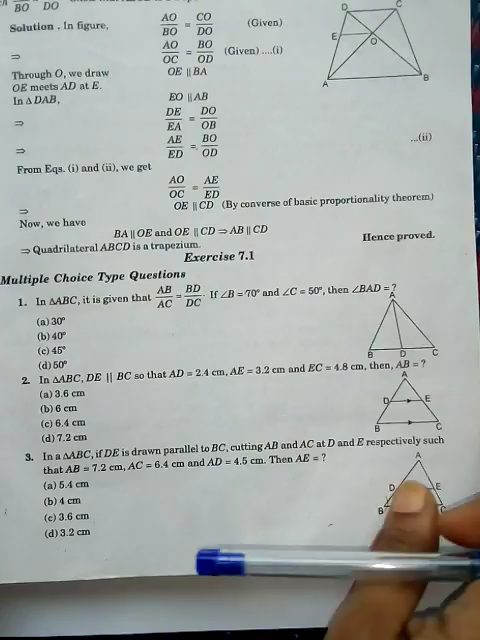 BO DO
Solution . In figure, AO/BO = CO/DO (Given)
⇒ AO/OC = BO/OD (Given) ....(i)
Through O, we draw OE ∥ BA
OE meets AD at E.
In Δ DAB, EO ∥ AB
⇒ DE/EA = DO/OB
⇒ AE/ED = BO/OD ...(ii)
From Eqs. (i) and (ii), we get
AO/OC = AE/ED
⇒ OE ∥ CD (By converse of basic proportionality theorem)
Now, we have
BA ∥ OE and OE ∥ CD ⇒ AB ∥ CD
⇒ Quadrilateral ABCD is a trapezium. Hence proved.
Exercise 7.1
Multiple Choice Type Questions
1. In ΔABC, it is given that AB/AC = BD/DC. If ∠B = 70° and ∠C = 50°, then ∠BAD = ?
(a) 30°
(b) 40°
(c) 45°
(d) 50°
2. In ΔABC, DE || BC so that AD = 2.4 cm, AE = 3.2 cm and EC = 4.8 cm, then, AB = ?
(a) 3.6 cm
(b) 6 cm
(c) 6.4 cm
(d) 7.2 cm
3. In a ΔABC, if DE is drawn parallel to BC, cutting AB and AC at D and E respectively such
that AB = 7.2 cm, AC = 6.4 cm and AD = 4.5 cm. Then AE = ?
(a) 5.4 cm
(b) 4 cm
(c) 3.6 cm
(d) 3.2 cm
D C
E O
A B
A
B D C
A
D E
B C
A
D E
B C